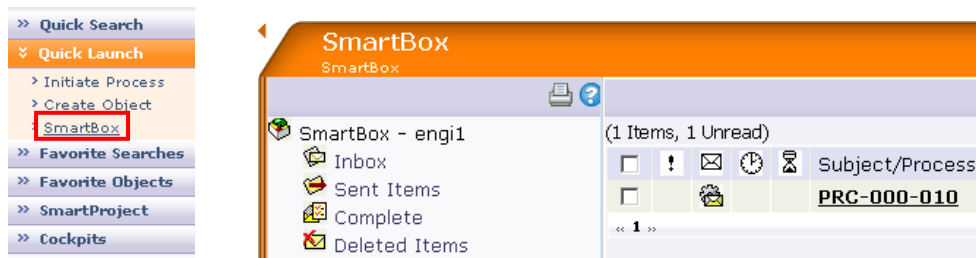 » Quick Search
Quick Launch
› Initiate Process
› Create Object
› SmartBox
» Favorite Searches
» Favorite Objects
» SmartProject
» Cockpits
SmartBox
SmartBox
SmartBox - engi1
Inbox
Sent Items
Complete
Deleted Items
(1 Items, 1 Unread)
! Subject/Process
PRC-000-010
« 1 »